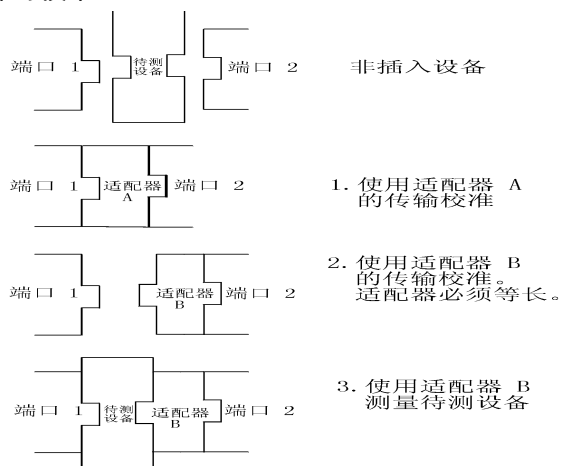 端口 1
待测
设备
端口 2
非插入设备
端口 1
适配器
A
端口 2
1. 使用适配器 A
的传输校准
端口 1
适配器
B
端口 2
2. 使用适配器 B
的传输校准。
适配器必须等长。
端口 1
待测
设备
适配器
B
端口 2
3. 使用适配器 B
测量待测设备